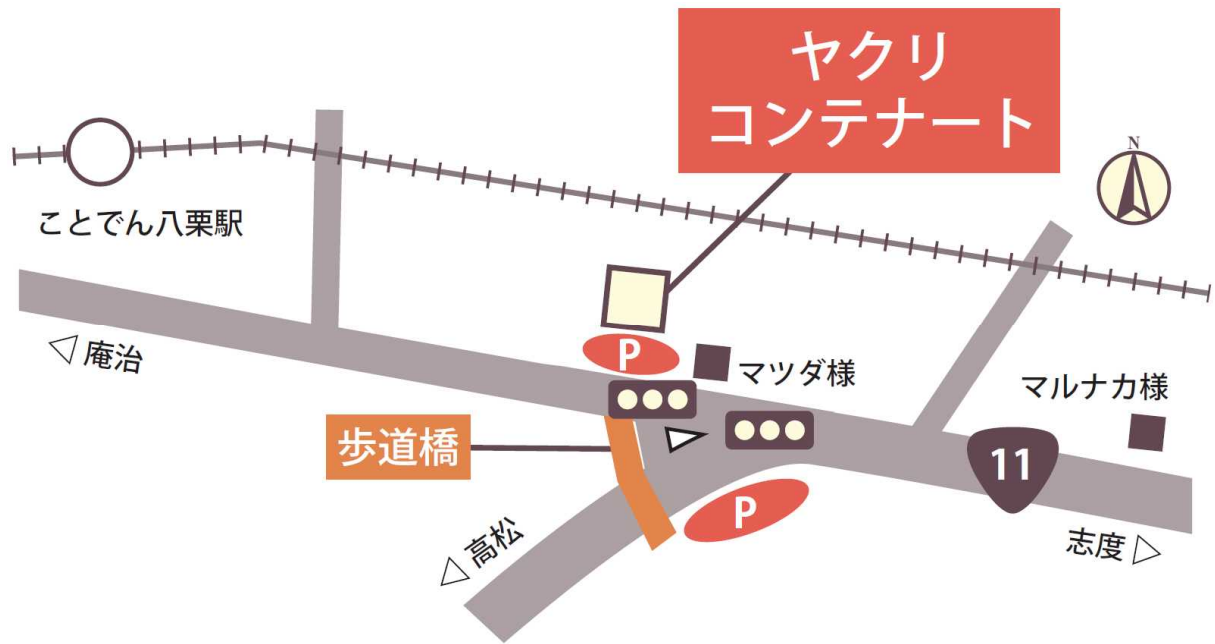 ヤクリ
コンテナート
N
ことでん八栗駅
◁ 庵治
P
マツダ様
マルナカ様
歩道橋
11
P
◁ 高松
志度 ▷